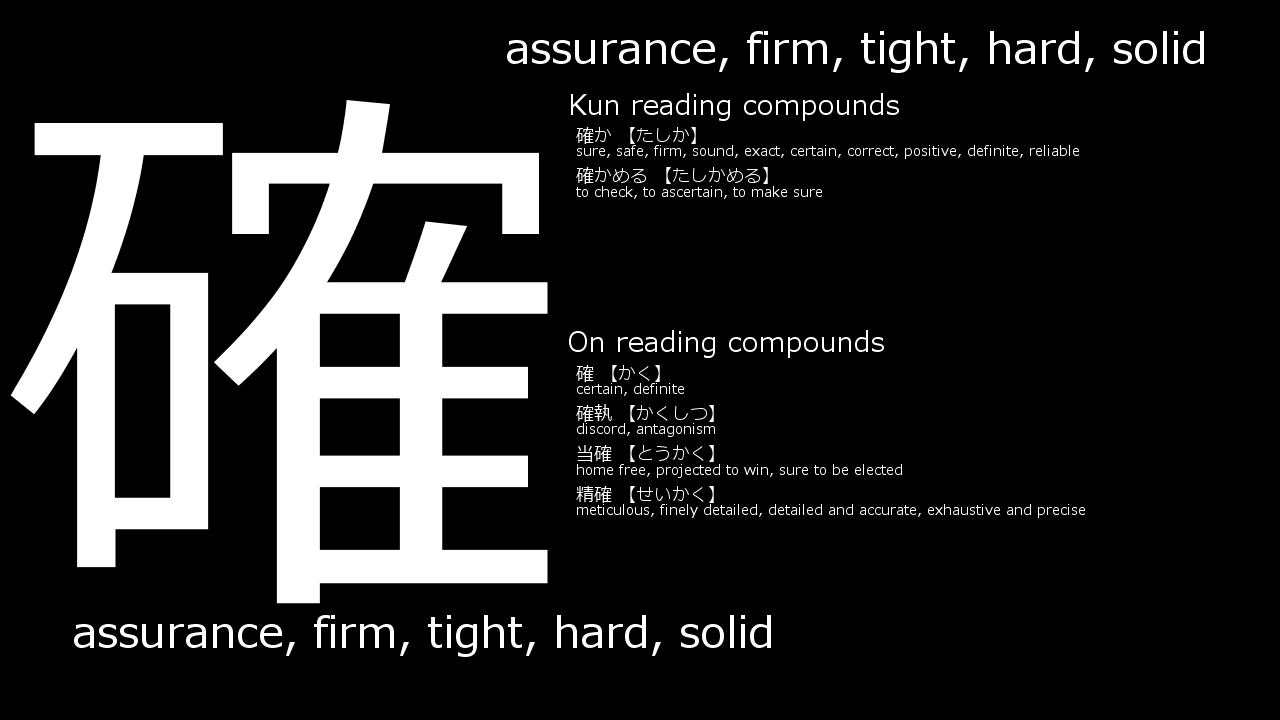 assurance, firm, tight, hard, solid
確
Kun reading compounds
確か 【たしか】
sure, safe, firm, sound, exact, certain, correct, positive, definite, reliable
確かめる 【たしかめる】
to check, to ascertain, to make sure
On reading compounds
確 【かく】
certain, definite
確執 【かくしつ】
discord, antagonism
当確 【とうかく】
home free, projected to win, sure to be elected
精確 【せいかく】
meticulous, finely detailed, detailed and accurate, exhaustive and precise
assurance, firm, tight, hard, solid